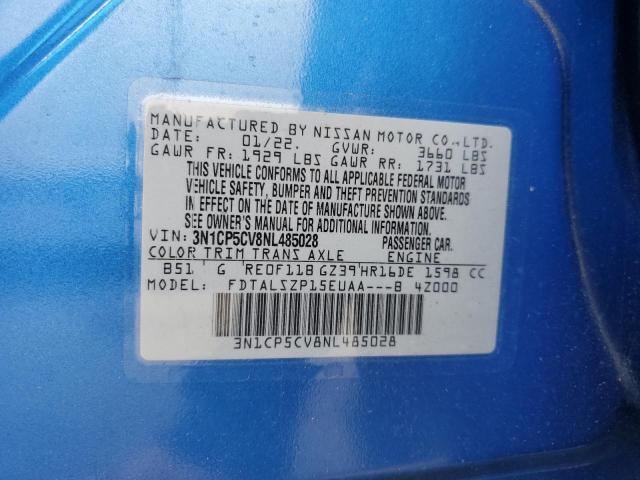 MANUFACTURED BY NISSAN MOTOR CO.,LTD.
DATE: 01/22. GVWR: 3660 LBS
GAWR FR: 1929 LBS GAWR RR: 1731 LBS
THIS VEHICLE CONFORMS TO ALL APPLICABLE FEDERAL MOTOR
VEHICLE SAFETY, BUMPER AND THEFT PREVENTION STANDARDS
IN EFFECT ON THE DATE OF MANUFACTURE SHOWN ABOVE.
SEE OWNER'S MANUAL FOR ADDITIONAL INFORMATION.
VIN: 3N1CP5CV8NL485028 PASSENGER CAR.
COLOR TRIM TRANS AXLE ENGINE
B51 G RE0F11B GZ39 HR16DE 1598 CC
MODEL: FDTALSZP15EUAA---B 4Z000
3N1CP5CV8NL485028